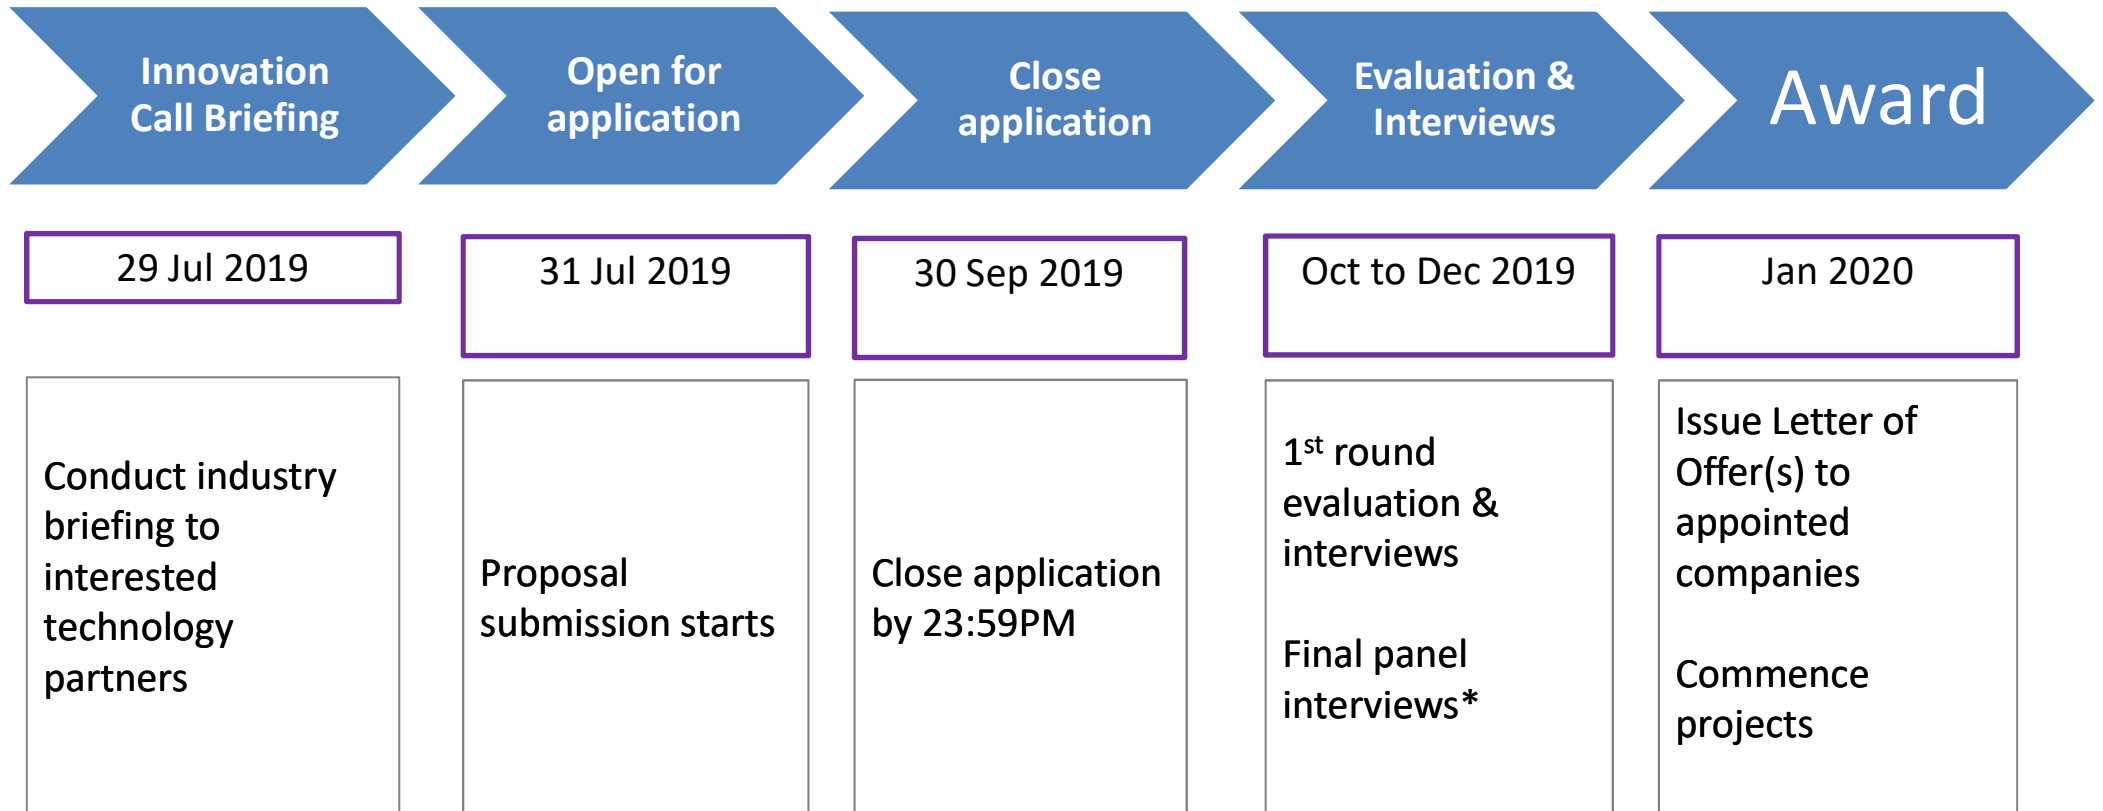 Innovation
Call Briefing
Open for
application
Close
application
Evaluation &
Interviews
Award
29 Jul 2019
31 Jul 2019
30 Sep 2019
Oct to Dec 2019
Jan 2020
Conduct industry
briefing to
interested
technology
partners
Proposal
submission starts
Close application
by 23:59PM
1st round
evaluation &
interviews
Final panel
interviews*
Issue Letter of
Offer(s) to
appointed
companies
Commence
projects